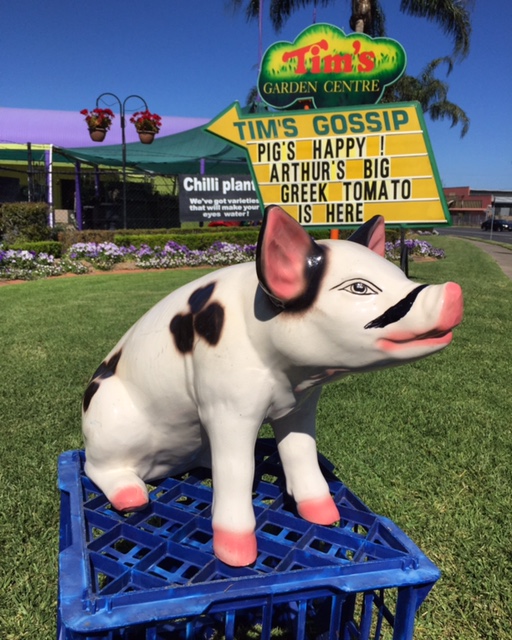 Tim's
GARDEN CENTRE
TIM'S GOSSIP
PIG'S HAPPY !
ARTHUR'S BIG
GREEK TOMATO
IS HERE
Chilli plan
We've got varieties
that will make your
eyes water!